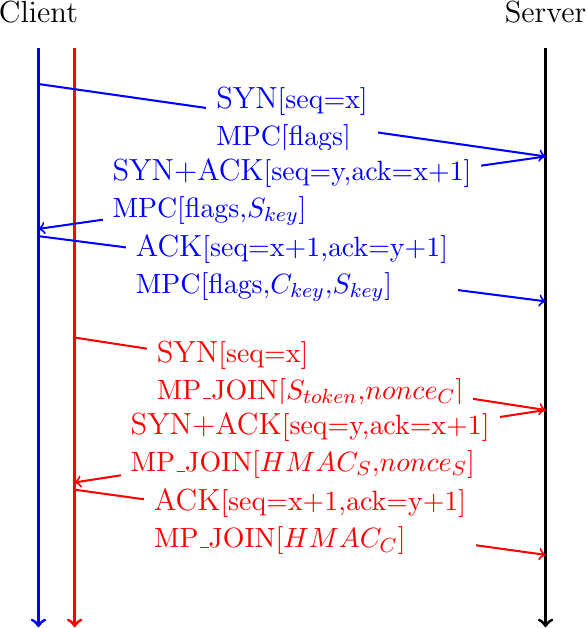 Client Server
SYN[seq=x]
MPC[flags]
SYN+ACK[seq=y,ack=x+1]
MPC[flags,S_key]
ACK[seq=x+1,ack=y+1]
MPC[flags,C_key,S_key]
SYN[seq=x]
MP_JOIN[S_token,nonce_C]
SYN+ACK[seq=y,ack=x+1]
MP_JOIN[HMAC_S,nonce_S]
ACK[seq=x+1,ack=y+1]
MP_JOIN[HMAC_C]